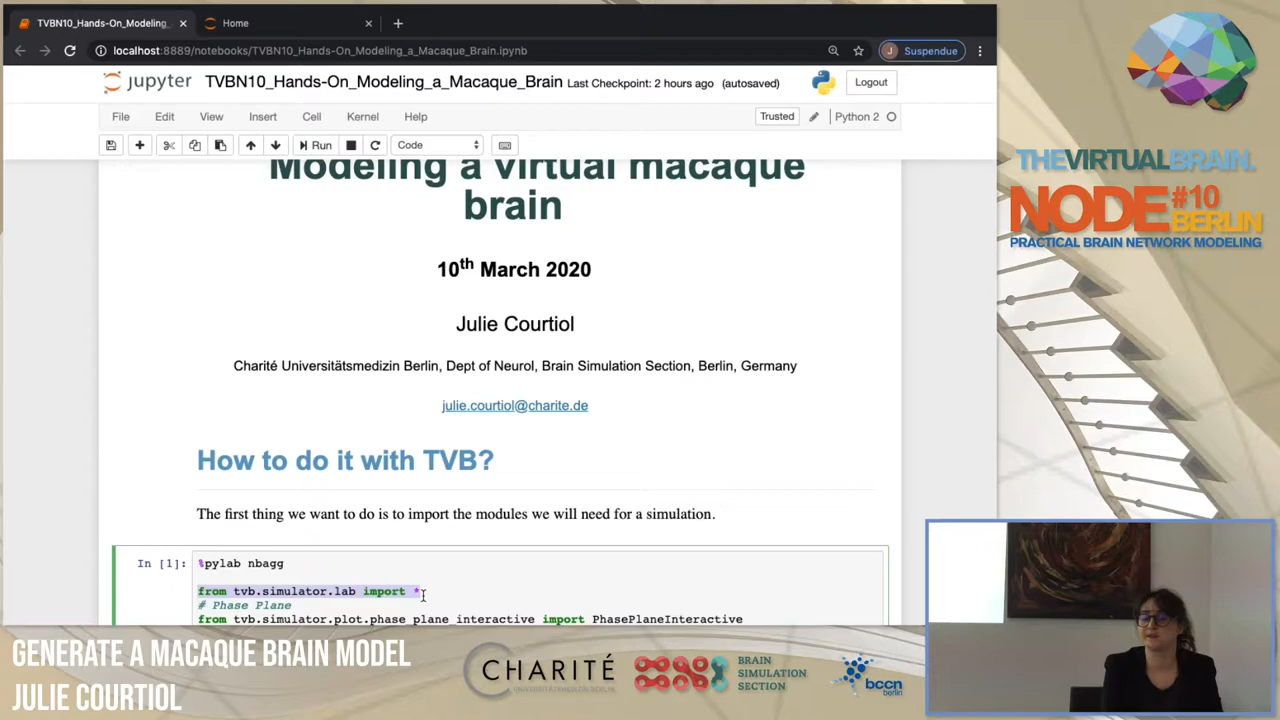 TVBN10_Hands-On_Modeling_
Home
localhost:8889/notebooks/TVBN10_Hands-On_Modeling_a_Macaque_Brain.ipynb
J Suspendue
jupyter TVBN10_Hands-On_Modeling_a_Macaque_Brain Last Checkpoint: 2 hours ago (autosaved)
Logout
File Edit View Insert Cell Kernel Help
Trusted
Python 2
Run
Code
Modeling a virtual macaque
brain
10th March 2020
Julie Courtiol
Charité Universitätsmedizin Berlin, Dept of Neurol, Brain Simulation Section, Berlin, Germany
julie.courtiol@charite.de
How to do it with TVB?
The first thing we want to do is to import the modules we will need for a simulation.
In [1]: %pylab nbagg
from tvb.simulator.lab import *
# Phase Plane
from tvb.simulator.plot.phase_plane_interactive import PhasePlaneInteractive
THEVIRTUALBRAIN.
NODE #10
BERLIN
PRACTICAL BRAIN NETWORK MODELING
GENERATE A MACAQUE BRAIN MODEL
JULIE COURTIOL
CHARITÉ
UNIVERSITÄTSMEDIZIN BERLIN
BRAIN
SIMULATION
SECTION
bccn
berlin